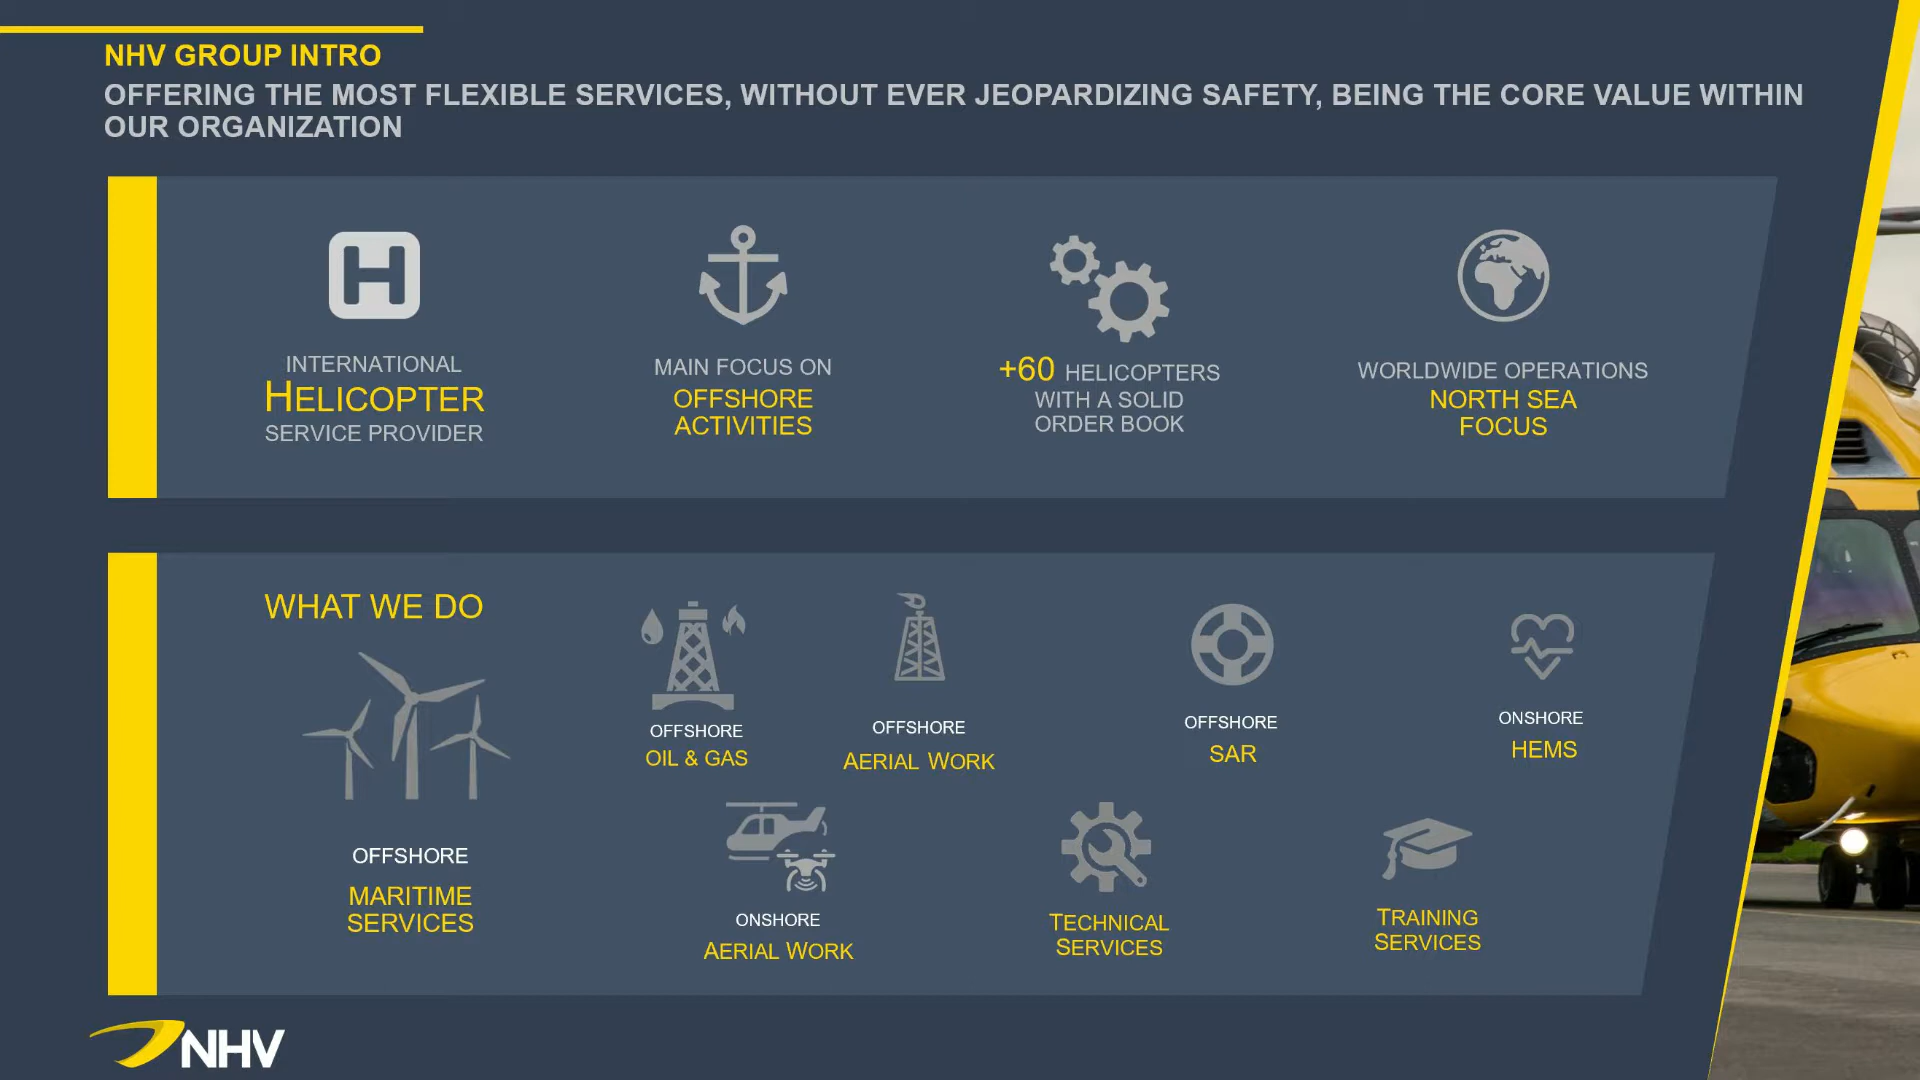 NHV GROUP INTRO
OFFERING THE MOST FLEXIBLE SERVICES, WITHOUT EVER JEOPARDIZING SAFETY, BEING THE CORE VALUE WITHIN
OUR ORGANIZATION
H
INTERNATIONAL
HELICOPTER
SERVICE PROVIDER
MAIN FOCUS ON
OFFSHORE
ACTIVITIES
+60 HELICOPTERS
WITH A SOLID
ORDER BOOK
WORLDWIDE OPERATIONS
NORTH SEA
FOCUS
WHAT WE DO
OFFSHORE
MARITIME
SERVICES
OFFSHORE
OIL & GAS
OFFSHORE
AERIAL WORK
OFFSHORE
SAR
ONSHORE
HEMS
ONSHORE
AERIAL WORK
TECHNICAL
SERVICES
TRAINING
SERVICES
NHV